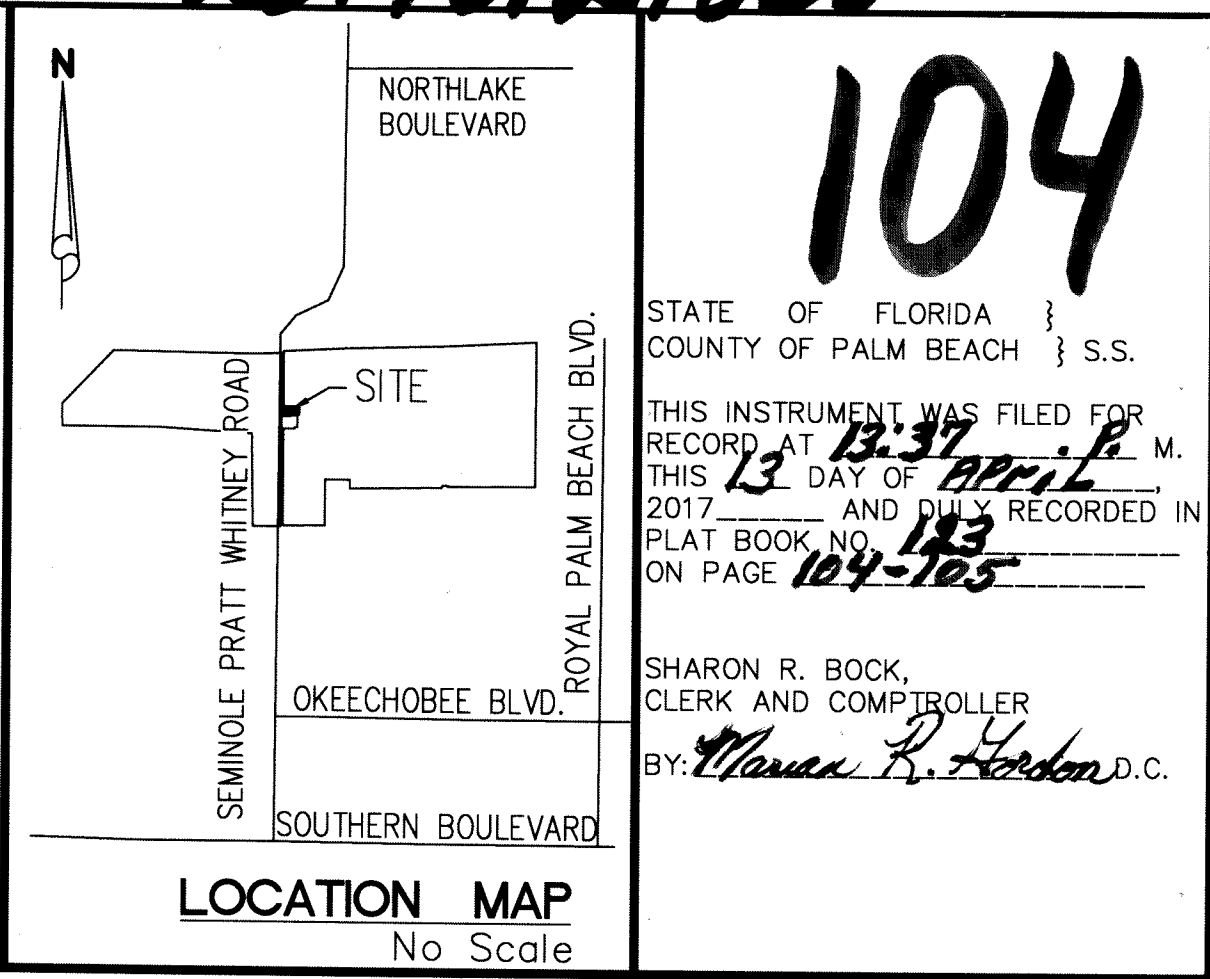 N
NORTHLAKE
BOULEVARD
SITE
SEMINOLE PRATT WHITNEY ROAD
ROYAL PALM BEACH BLVD.
OKEECHOBEE BLVD.
SOUTHERN BOULEVARD
LOCATION MAP
No Scale
104
STATE OF FLORIDA }
COUNTY OF PALM BEACH } S.S.
THIS INSTRUMENT WAS FILED FOR
RECORD AT 13:37 . P. M.
THIS 13 DAY OF APRIL,
2017______ AND DULY RECORDED IN
PLAT BOOK NO. 123
ON PAGE 104-105
SHARON R. BOCK,
CLERK AND COMPTROLLER
BY: Marian R. Gordon D.C.